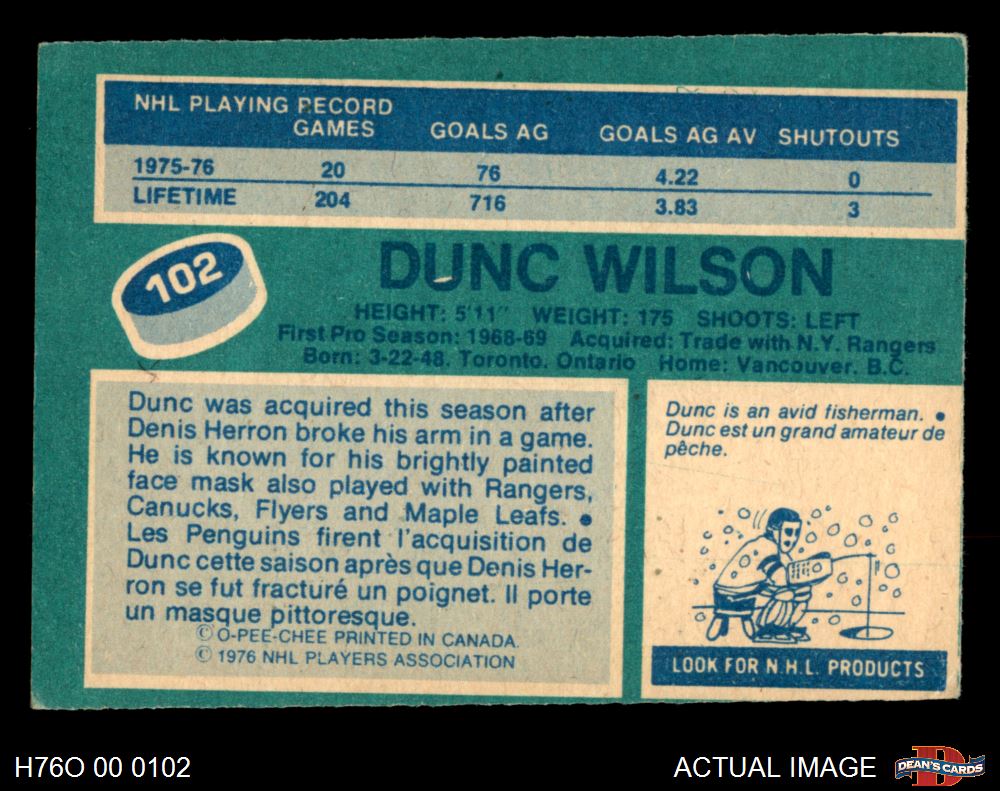 NHL PLAYING RECORD
GAMES GOALS AG GOALS AG AV SHUTOUTS
1975-76 20 76 4.22 0
LIFETIME 204 716 3.83 3
102
DUNC WILSON
HEIGHT: 5'11" WEIGHT: 175 SHOOTS: LEFT
First Pro Season: 1968-69 Acquired: Trade with N.Y. Rangers
Born: 3-22-48. Toronto. Ontario Home: Vancouver. B.C.
Dunc was acquired this season after
Denis Herron broke his arm in a game.
He is known for his brightly painted
face mask also played with Rangers,
Canucks, Flyers and Maple Leafs. •
Les Penguins firent l'acquisition de
Dunc cette saison après que Denis Her-
ron se fut fracturé un poignet. Il porte
un masque pittoresque.
© O-PEE-CHEE PRINTED IN CANADA.
© 1976 NHL PLAYERS ASSOCIATION
Dunc is an avid fisherman. •
Dunc est un grand amateur de
pêche.
LOOK FOR N.H.L. PRODUCTS
H76O 00 0102
ACTUAL IMAGE
DEAN'S CARDS